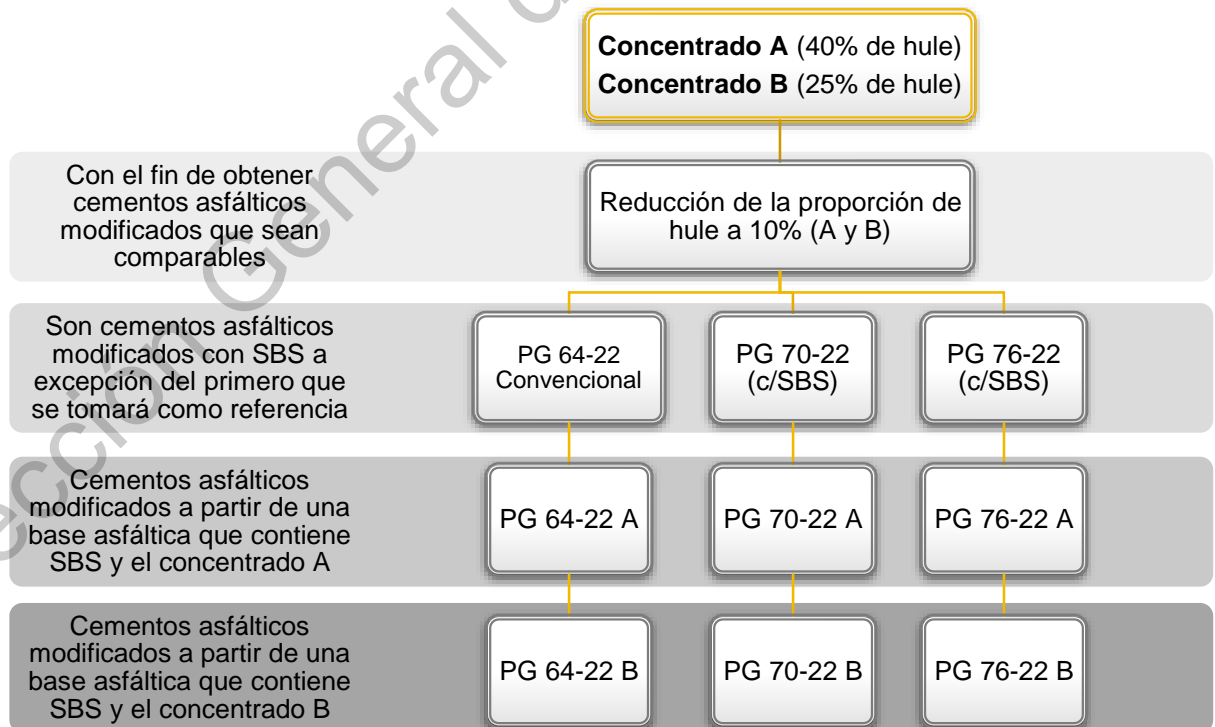 Concentrado A (40% de hule)
Concentrado B (25% de hule)
Con el fin de obtener
cementos asfálticos
modificados que sean
comparables
Reducción de la proporción de
hule a 10% (A y B)
Son cementos asfálticos
modificados con SBS a
excepción del primero que
se tomará como referencia
PG 64-22
Convencional
PG 70-22
(c/SBS)
PG 76-22
(c/SBS)
Cementos asfálticos
modificados a partir de una
base asfáltica que contiene
SBS y el concentrado A
PG 64-22 A
PG 70-22 A
PG 76-22 A
Cementos asfálticos
modificados a partir de una
base asfáltica que contiene
SBS y el concentrado B
PG 64-22 B
PG 70-22 B
PG 76-22 B
General